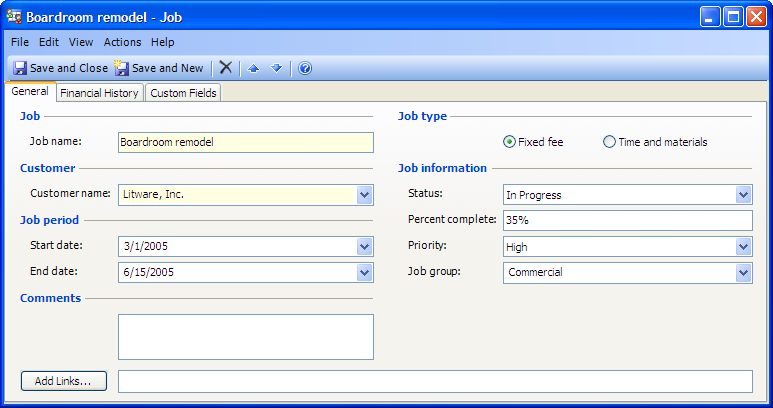 Boardroom remodel - Job
File Edit View Actions Help
Save and Close Save and New
General Financial History Custom Fields
Job
Job name: Boardroom remodel
Customer
Customer name: Litware, Inc.
Job period
Start date: 3/1/2005
End date: 6/15/2005
Comments
Add Links...
Job type
Fixed fee Time and materials
Job information
Status: In Progress
Percent complete: 35%
Priority: High
Job group: Commercial